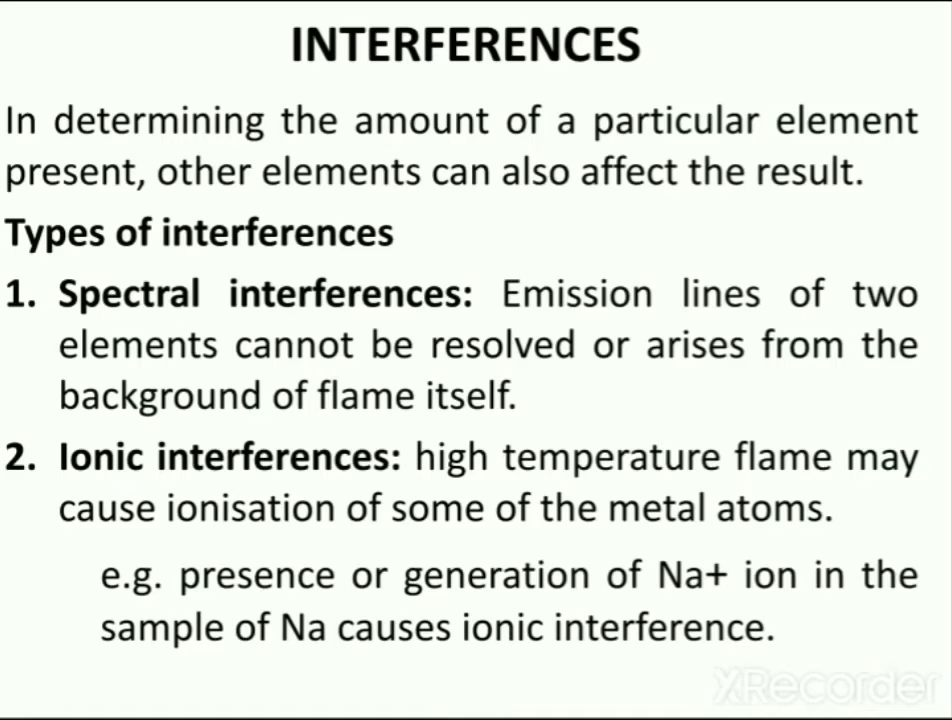 INTERFERENCES
In determining the amount of a particular element
present, other elements can also affect the result.
Types of interferences
1. Spectral interferences: Emission lines of two
elements cannot be resolved or arises from the
background of flame itself.
2. Ionic interferences: high temperature flame may
cause ionisation of some of the metal atoms.
e.g. presence or generation of Na+ ion in the
sample of Na causes ionic interference.
XRecorder